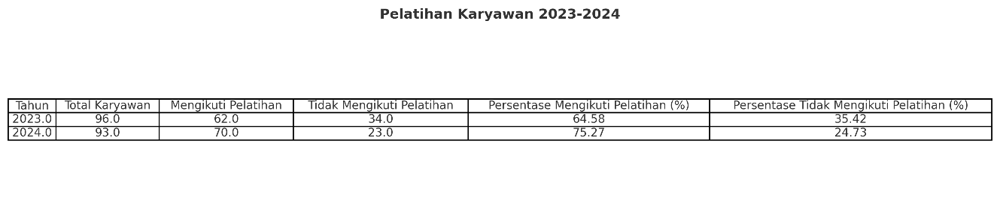 Pelatihan Karyawan 2023-2024
Tahun Total Karyawan Mengikuti Pelatihan Tidak Mengikuti Pelatihan Persentase Mengikuti Pelatihan (%) Persentase Tidak Mengikuti Pelatihan (%)
2023.0 96.0 62.0 34.0 64.58 35.42
2024.0 93.0 70.0 23.0 75.27 24.73